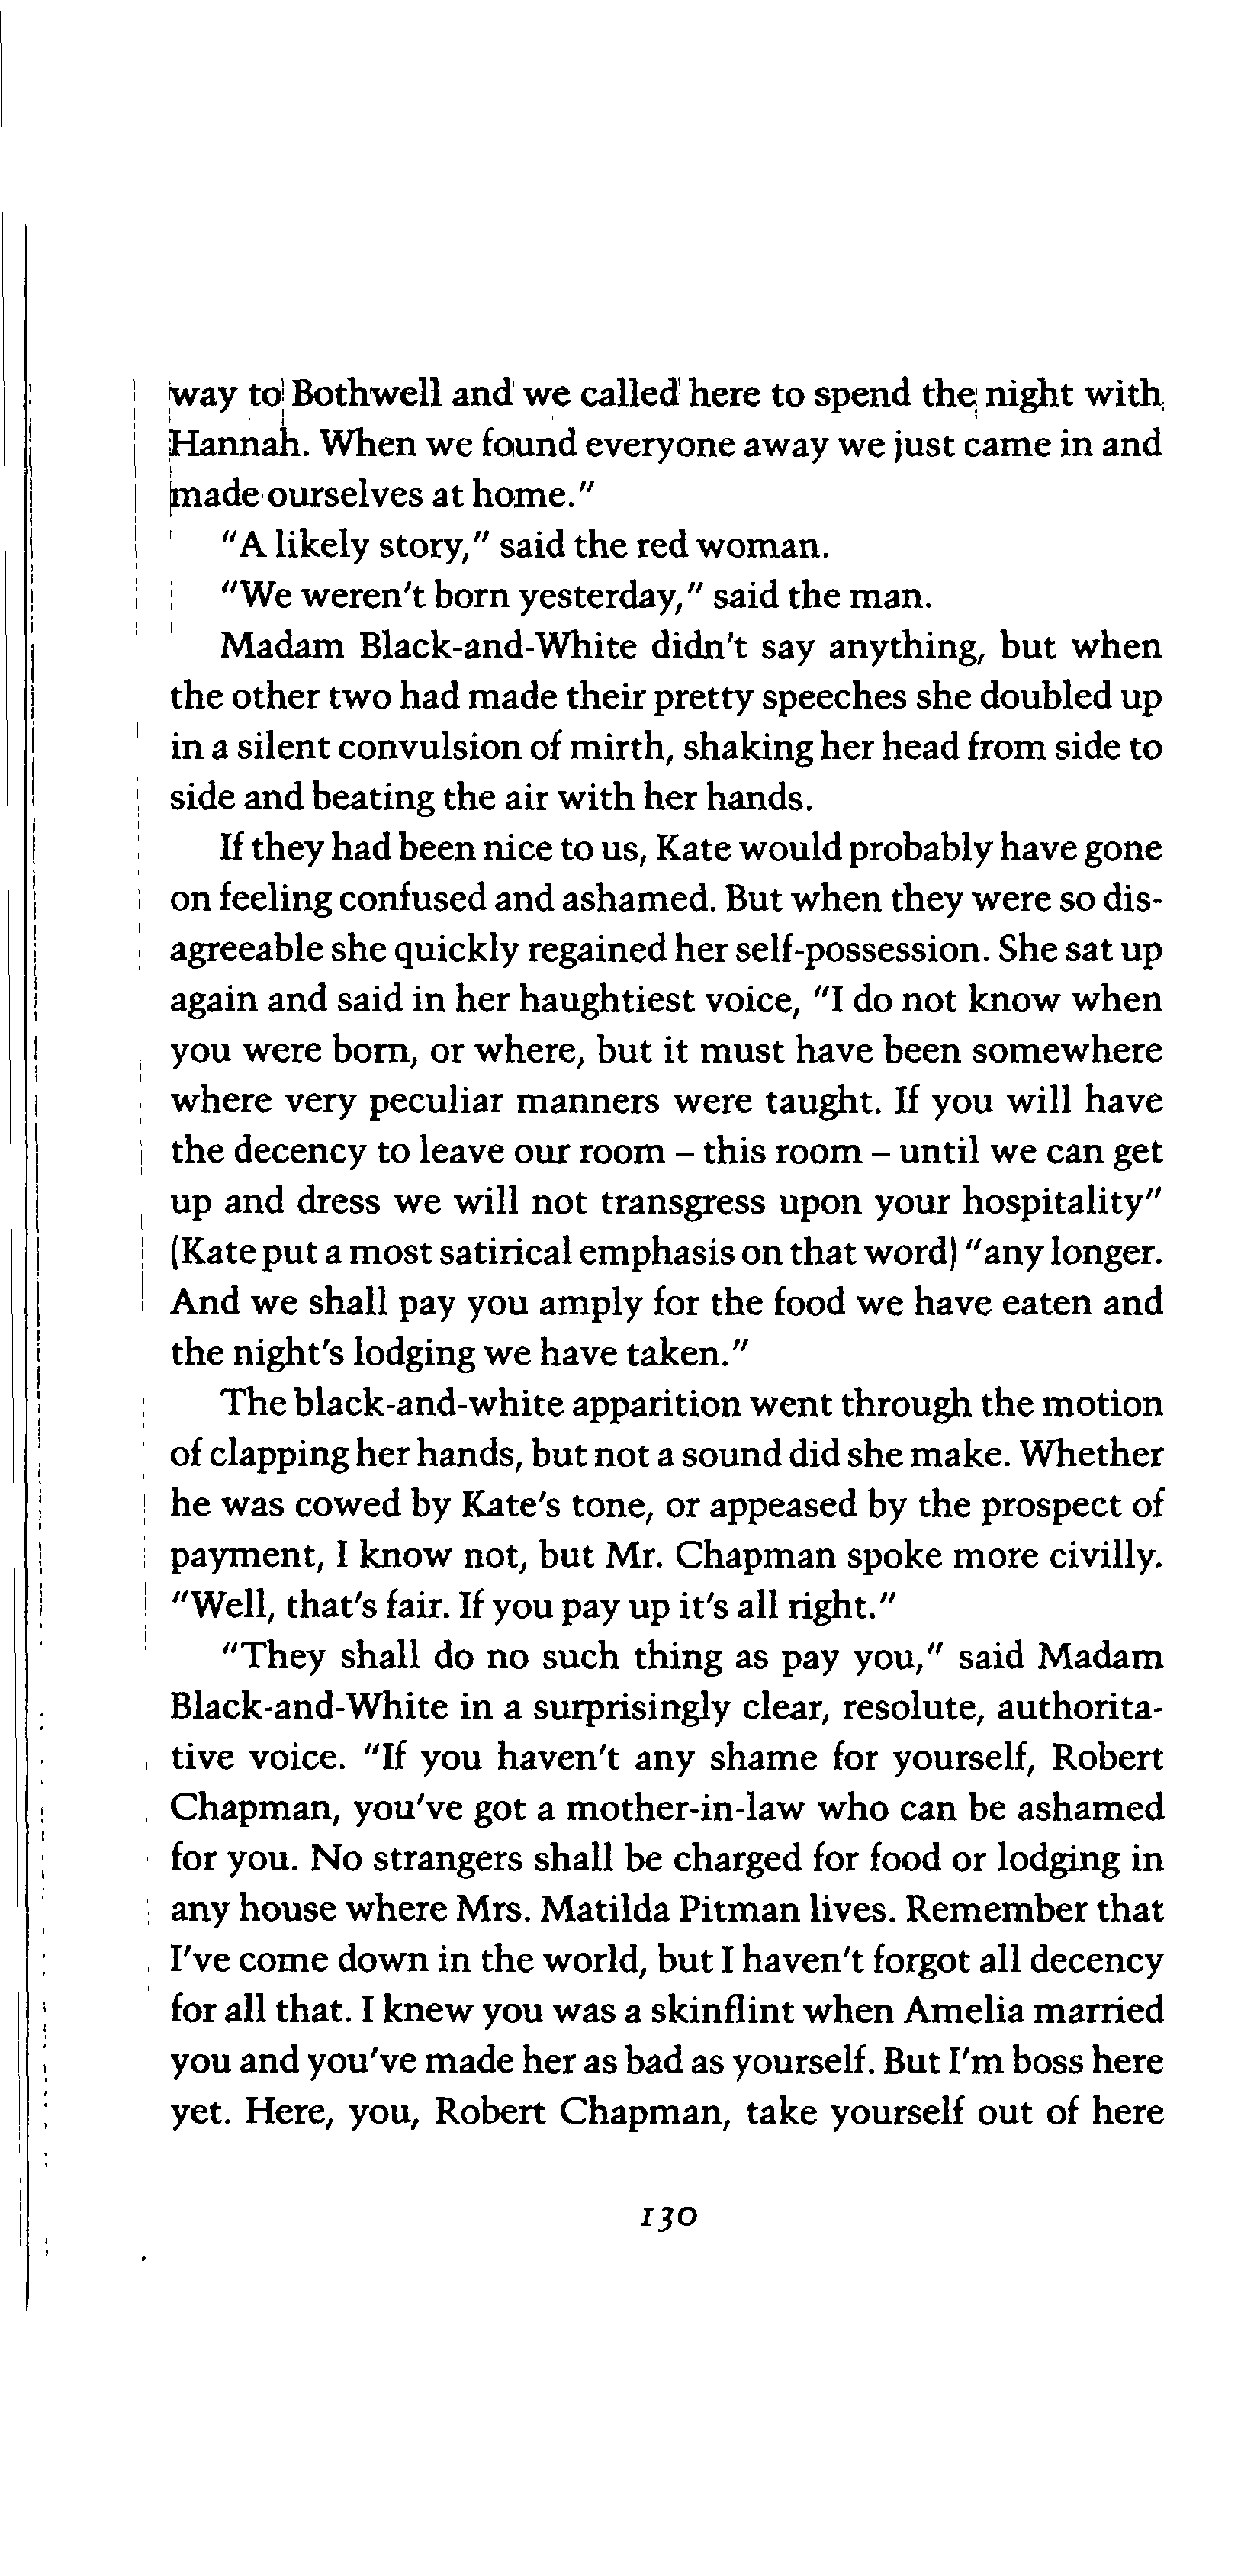 way to Bothwell and we called here to spend the night with
Hannah. When we found everyone away we just came in and
made ourselves at home."
"A likely story," said the red woman.
"We weren't born yesterday," said the man.
Madam Black-and-White didn't say anything, but when
the other two had made their pretty speeches she doubled up
in a silent convulsion of mirth, shaking her head from side to
side and beating the air with her hands.
If they had been nice to us, Kate would probably have gone
on feeling confused and ashamed. But when they were so dis-
agreeable she quickly regained her self-possession. She sat up
again and said in her haughtiest voice, "I do not know when
you were born, or where, but it must have been somewhere
where very peculiar manners were taught. If you will have
the decency to leave our room – this room – until we can get
up and dress we will not transgress upon your hospitality"
(Kate put a most satirical emphasis on that word) "any longer.
And we shall pay you amply for the food we have eaten and
the night's lodging we have taken."
The black-and-white apparition went through the motion
of clapping her hands, but not a sound did she make. Whether
he was cowed by Kate's tone, or appeased by the prospect of
payment, I know not, but Mr. Chapman spoke more civilly.
"Well, that's fair. If you pay up it's all right."
"They shall do no such thing as pay you," said Madam
Black-and-White in a surprisingly clear, resolute, authorita-
tive voice. "If you haven't any shame for yourself, Robert
Chapman, you've got a mother-in-law who can be ashamed
for you. No strangers shall be charged for food or lodging in
any house where Mrs. Matilda Pitman lives. Remember that
I've come down in the world, but I haven't forgot all decency
for all that. I knew you was a skinflint when Amelia married
you and you've made her as bad as yourself. But I'm boss here
yet. Here, you, Robert Chapman, take yourself out of here
130